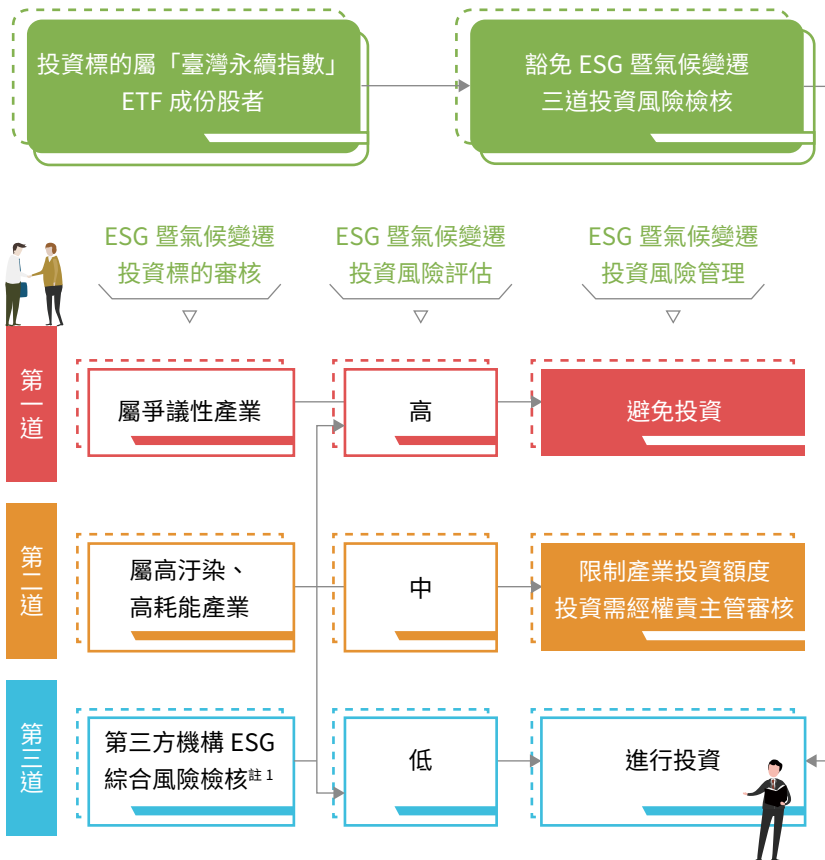 投資標的屬「臺灣永續指數」
ETF 成份股者
豁免 ESG 暨氣候變遷
三道投資風險檢核
ESG 暨氣候變遷
投資標的審核
ESG 暨氣候變遷
投資風險評估
ESG 暨氣候變遷
投資風險管理
第一道
屬爭議性產業
高
避免投資
第二道
屬高汙染、
高耗能產業
中
限制產業投資額度
投資需經權責主管審核
第三道
第三方機構 ESG
綜合風險檢核註 1
低
進行投資